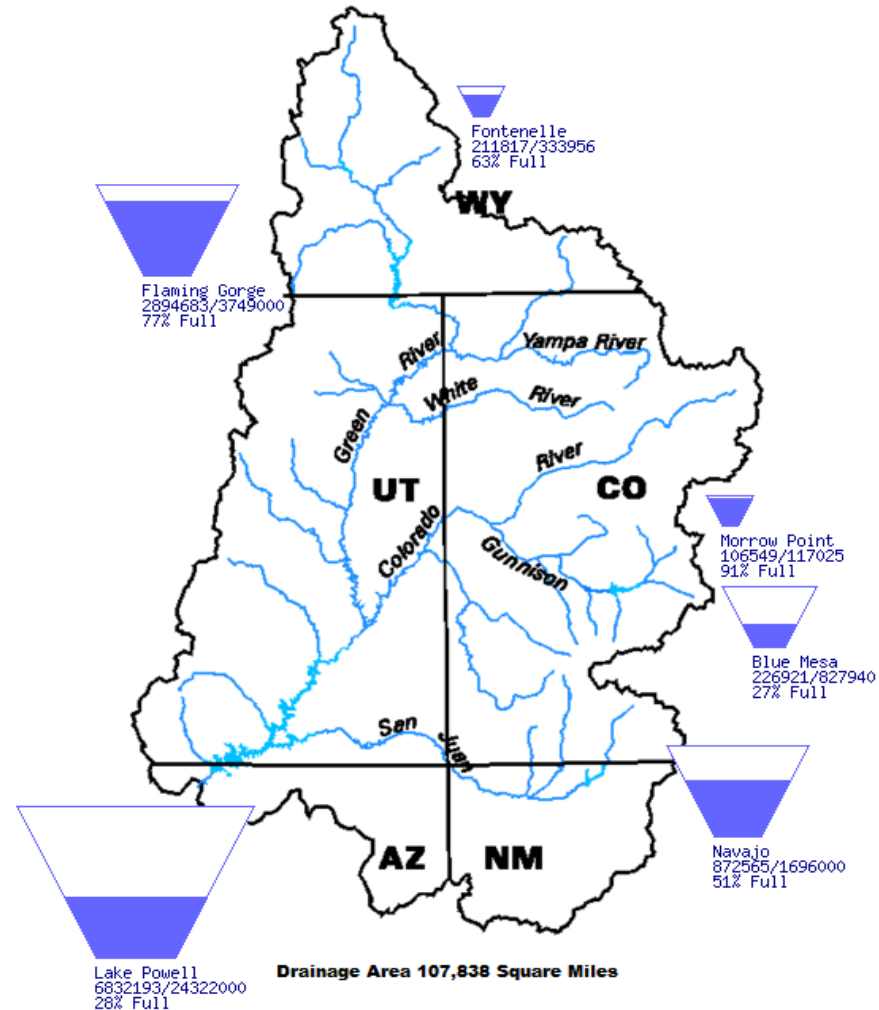 Fontenelle
211817/333956
63% Full
WY
Flaming Gorge
2894683/3749000
77% Full
Yampa River
Green River
White River
River
UT
CO
Colorado
Gunnison
Morrow Point
106549/117025
91% Full
Blue Mesa
226921/827940
27% Full
San Juan
Navajo
872565/1696000
51% Full
AZ
NM
Lake Powell
6832193/24322000
28% Full
Drainage Area 107,838 Square Miles